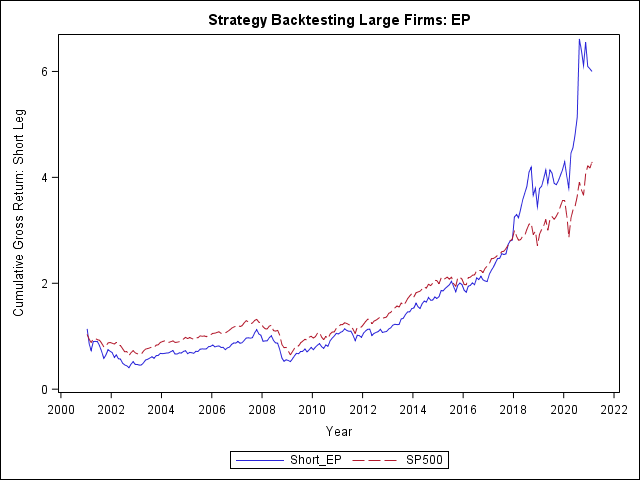 Strategy Backtesting Large Firms: EP
Cumulative Gross Return: Short Leg
6
4
2
0
2000 2002 2004 2006 2008 2010 2012 2014 2016 2018 2020 2022
Year
Short_EP SP500